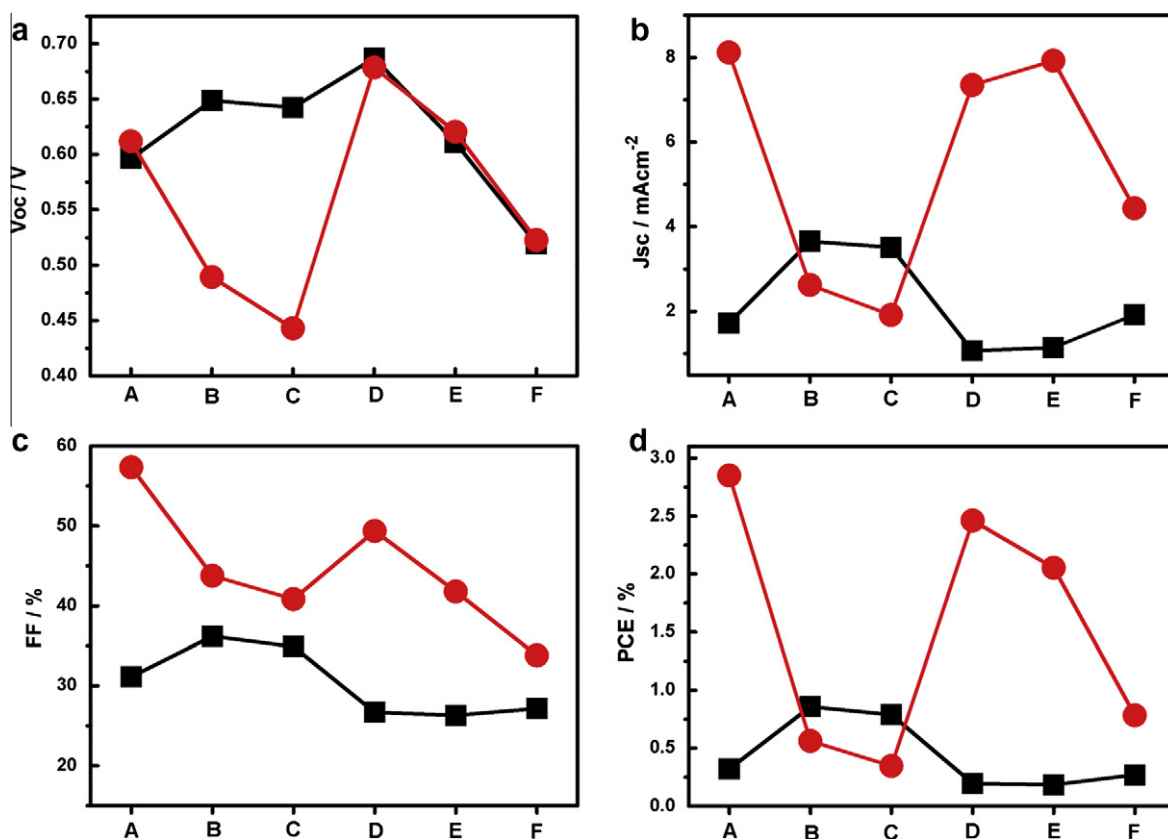 a
0.70
0.65
0.60
0.55
0.50
0.45
0.40
Voc / V
A B C D E F
b
8
6
4
2
Jsc / mAcm-2
A B C D E F
c
60
50
40
30
20
FF / %
A B C D E F
d
3.0
2.5
2.0
1.5
1.0
0.5
0.0
PCE / %
A B C D E F